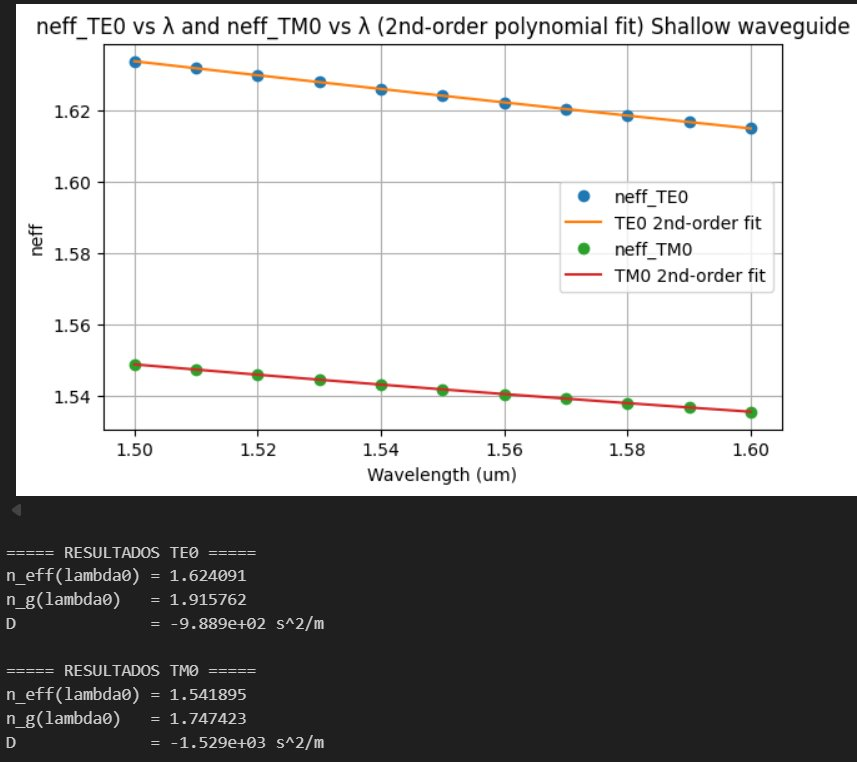 neff_TE0 vs λ and neff_TM0 vs λ (2nd-order polynomial fit) Shallow waveguide
1.62
1.60
1.58
1.56
1.54
neff
neff_TE0
TE0 2nd-order fit
neff_TM0
TM0 2nd-order fit
1.50 1.52 1.54 1.56 1.58 1.60
Wavelength (um)
===== RESULTADOS TE0 =====
n_eff(lambda0) = 1.624091
n_g(lambda0)   = 1.915762
D              = -9.889e+02 s^2/m
===== RESULTADOS TM0 =====
n_eff(lambda0) = 1.541895
n_g(lambda0)   = 1.747423
D              = -1.529e+03 s^2/m